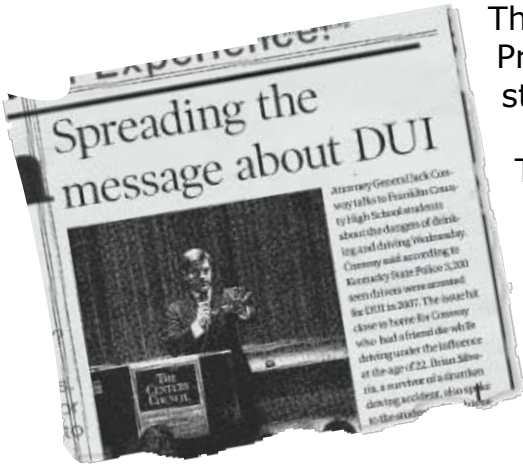 Experience!
Spreading the
message about DUI
Attorney General Jack Con-
way talks to Franklin Coun-
ty High School students
about the dangers of drink-
ing and driving Wednesday.
Conway said according to
Kentucky State Police 3,200
teen drivers were arrested
for DUI in 2007. The issue hit
close to home for Conway
who had a friend die while
driving under the influence
at the age of 22. Brian
a survivor of a drunken
driving accident, also spoke
to the
THE
CENTURY
COUNCIL
Th
Pr
st
T